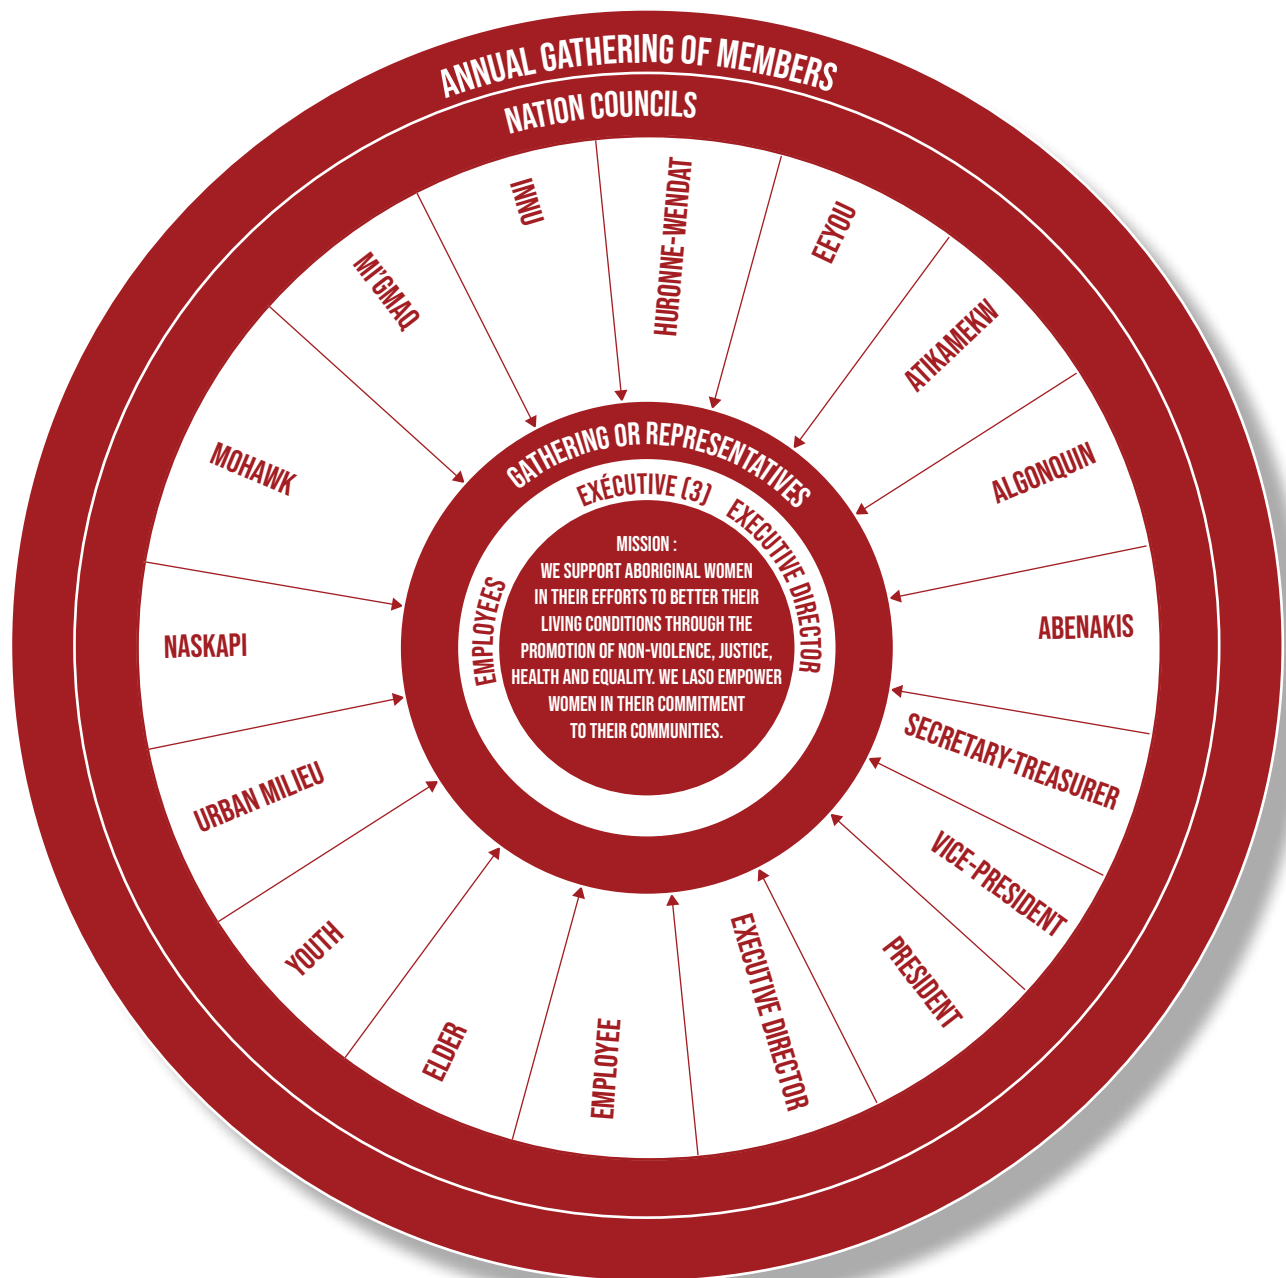 ANNUAL GATHERING OF MEMBERS
NATION COUNCILS
INNU
HURONNE-WENDAT
EEYOU
ATIKAMEKW
ALGONQUIN
ABENAKIS
SECRETARY-TREASURER
VICE-PRESIDENT
PRESIDENT
EXECUTIVE DIRECTOR
EMPLOYEE
ELDER
YOUTH
URBAN MILIEU
NASKAPI
MOHAWK
MI'GMAQ
GATHERING OR REPRESENTATIVES
EXÉCUTIVE (3)
EXECUTIVE DIRECTOR
EMPLOYEES
MISSION :
WE SUPPORT ABORIGINAL WOMEN
IN THEIR EFFORTS TO BETTER THEIR
LIVING CONDITIONS THROUGH THE
PROMOTION OF NON-VIOLENCE, JUSTICE,
HEALTH AND EQUALITY. WE LASO EMPOWER
WOMEN IN THEIR COMMITMENT
TO THEIR COMMUNITIES.